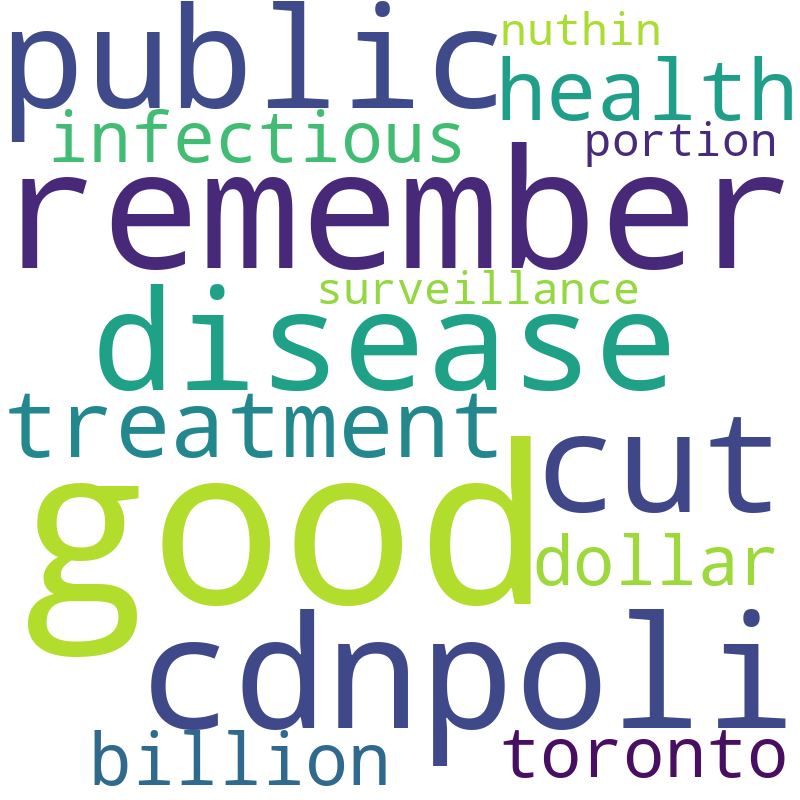 public
nuthin
health
infectious
portion
remember
surveillance
disease
treatment
cut
good
dollar
cdnpoli
billion
toronto